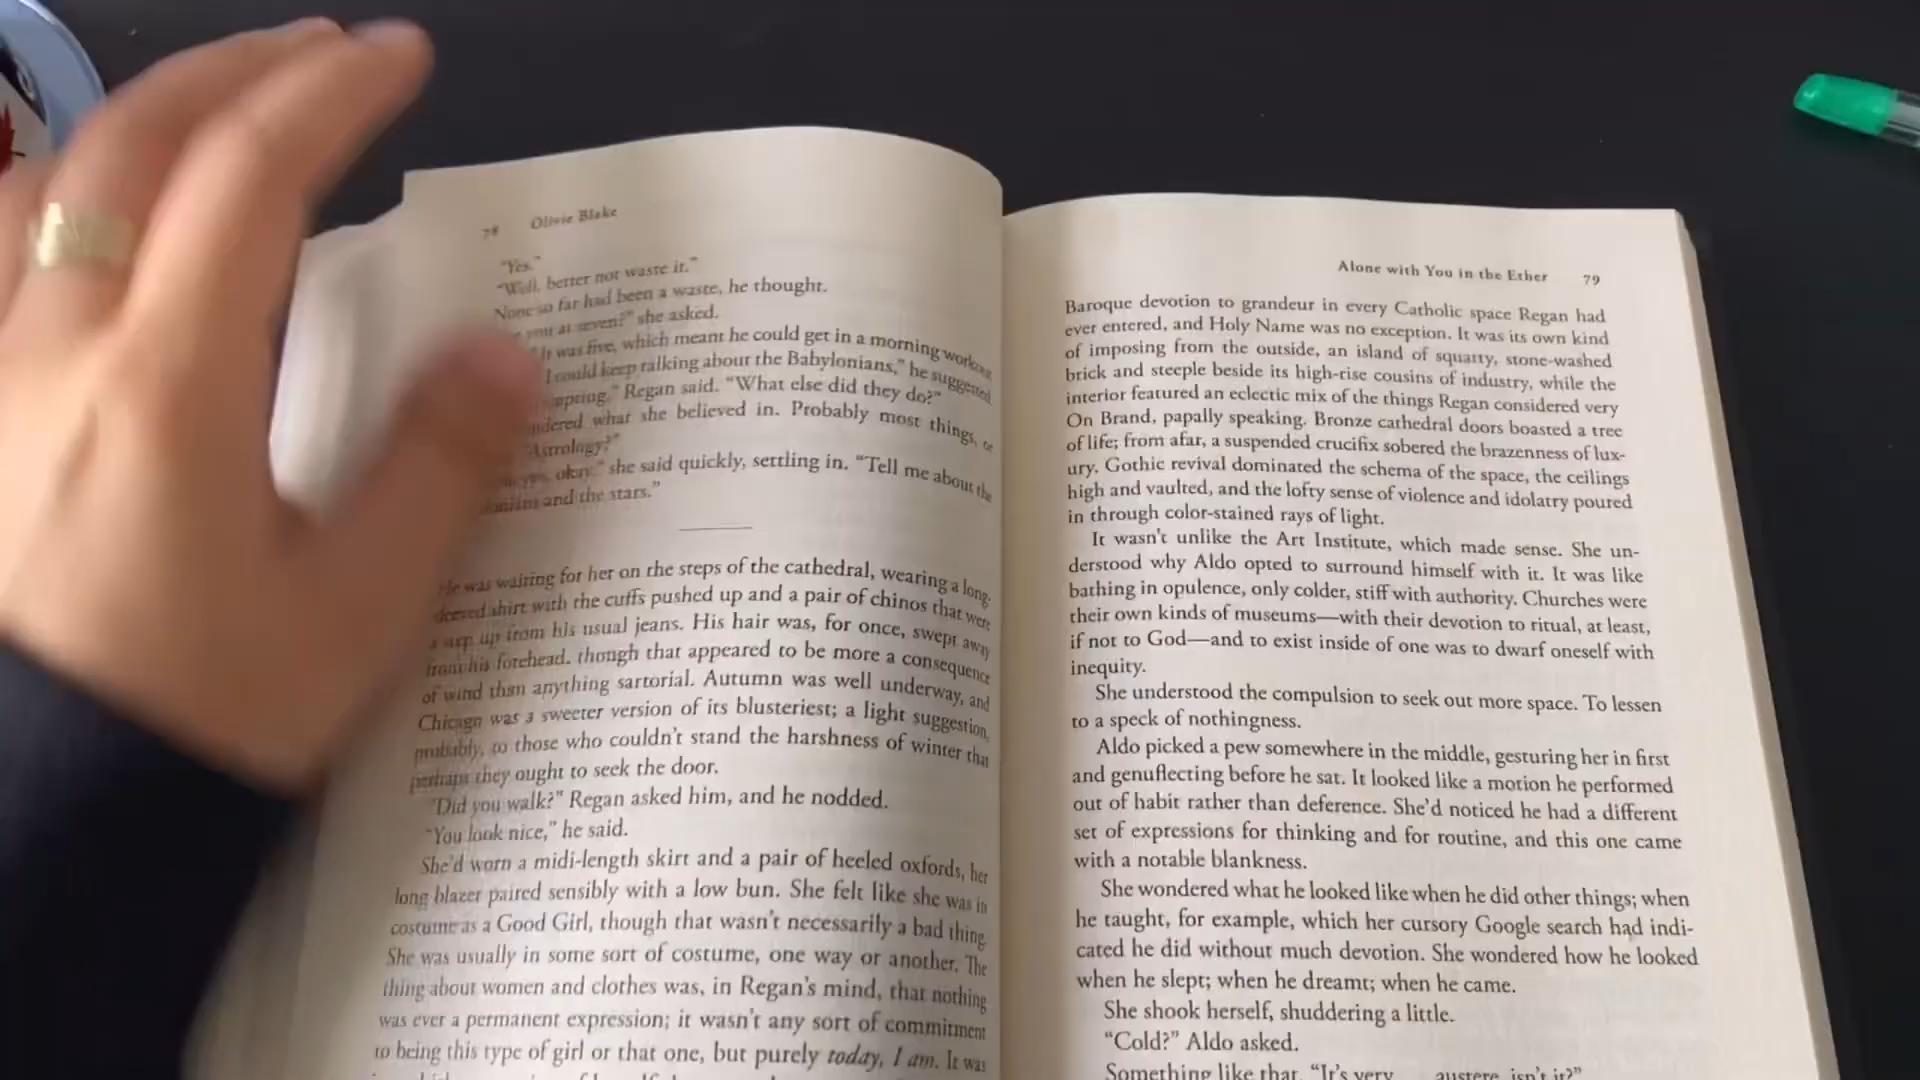 78 Olivie Blake
"Yes."
"Well, better not waste it."
None so far had been a waste, he thought.
you at seven?" she asked.
It was five, which meant he could get in a morning workout.
I could keep talking about the Babylonians," he suggested.
Regan said. "What else did they do?"
what she believed in. Probably most things, or
"Astrology?"
okay," she said quickly, settling in. "Tell me about the
and the stars."
He was waiting for her on the steps of the cathedral, wearing a long-
sleeved shirt with the cuffs pushed up and a pair of chinos that were
a step up from his usual jeans. His hair was, for once, swept away
from his forehead, though that appeared to be more a consequence
of wind than anything sartorial. Autumn was well underway, and
Chicago was a sweeter version of its blusteriest; a light suggestion,
probably, to those who couldn't stand the harshness of winter that
perhaps they ought to seek the door.
"Did you walk?" Regan asked him, and he nodded.
"You look nice," he said.
She'd worn a midi-length skirt and a pair of heeled oxfords, her
long blazer paired sensibly with a low bun. She felt like she was in
costume as a Good Girl, though that wasn't necessarily a bad thing.
She was usually in some sort of costume, one way or another. The
thing about women and clothes was, in Regan's mind, that nothing
was ever a permanent expression; it wasn't any sort of commitment
to being this type of girl or that one, but purely today, I am. It was
Alone with You in the Ether 79
Baroque devotion to grandeur in every Catholic space Regan had
ever entered, and Holy Name was no exception. It was its own kind
of imposing from the outside, an island of squatty, stone-washed
brick and steeple beside its high-rise cousins of industry, while the
interior featured an eclectic mix of the things Regan considered very
On Brand, papally speaking. Bronze cathedral doors boasted a tree
of life; from afar, a suspended crucifix sobered the brazenness of lux-
ury. Gothic revival dominated the schema of the space, the ceilings
high and vaulted, and the lofty sense of violence and idolatry poured
in through color-stained rays of light.
It wasn't unlike the Art Institute, which made sense. She un-
derstood why Aldo opted to surround himself with it. It was like
bathing in opulence, only colder, stiff with authority. Churches were
their own kinds of museums—with their devotion to ritual, at least,
if not to God—and to exist inside of one was to dwarf oneself with
inequity.
She understood the compulsion to seek out more space. To lessen
to a speck of nothingness.
Aldo picked a pew somewhere in the middle, gesturing her in first
and genuflecting before he sat. It looked like a motion he performed
out of habit rather than deference. She'd noticed he had a different
set of expressions for thinking and for routine, and this one came
with a notable blankness.
She wondered what he looked like when he did other things; when
he taught, for example, which her cursory Google search had indi-
cated he did without much devotion. She wondered how he looked
when he slept; when he dreamt; when he came.
She shook herself, shuddering a little.
"Cold?" Aldo asked.
Something like that. "It's very austere, isn't it?"